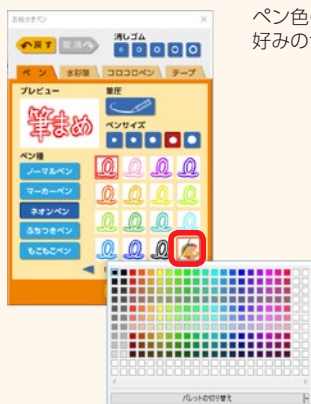 お絵かきペン
戻す
取消
消しゴム
ペン
水彩筆
コロコロペン
テープ
プレビュー
筆まめ
筆圧
ペンサイズ
ペン種
ノーマルペン
マーカーペン
ネオンペン
ふちつきペン
もこもこペン
パレットの切り替え
ペン色
好みの